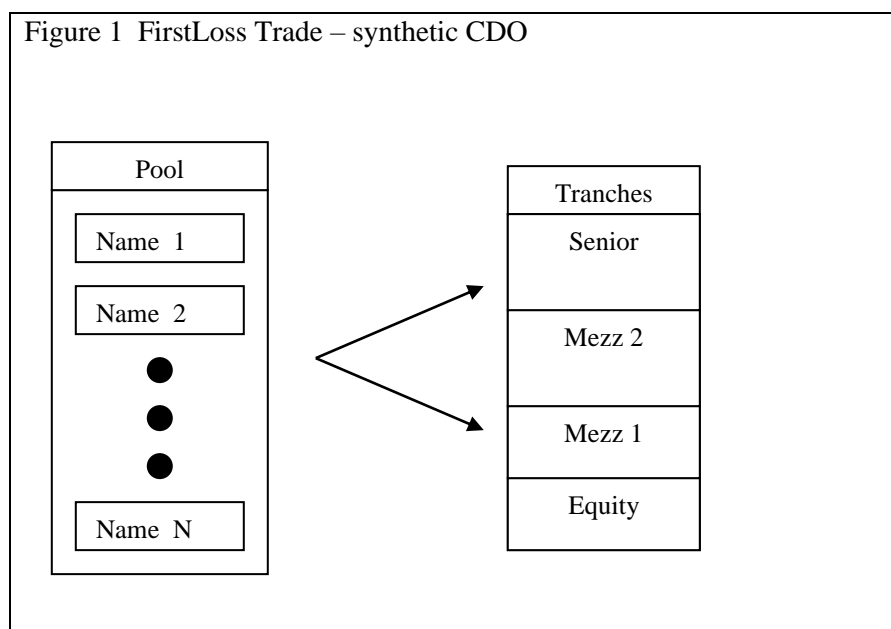 Figure 1 FirstLoss Trade – synthetic CDO
Pool
Name 1
Name 2
Name N
Tranches
Senior
Mezz 2
Mezz 1
Equity